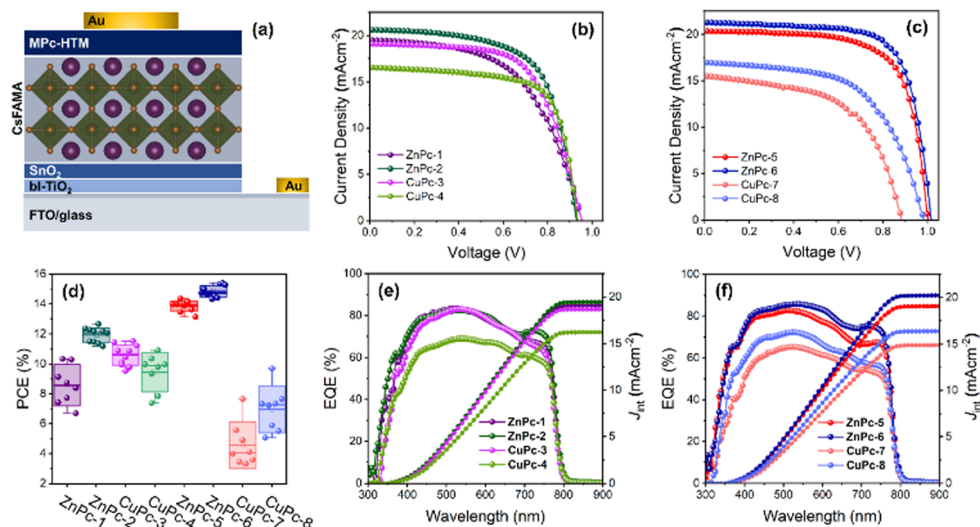 Au
(a)
MPc-HTM
CsFAMA
SnO2
bl-TiO2
Au
FTO/glass
(b)
Current Density (mAcm-2)
25
20
15
10
5
0
ZnPc-1
ZnPc-2
CuPc-3
CuPc-4
0.0 0.2 0.4 0.6 0.8 1.0
Voltage (V)
(c)
Current Density (mAcm-2)
20
15
10
5
0
ZnPc-5
ZnPc-6
CuPc-7
CuPc-8
0.0 0.2 0.4 0.6 0.8 1.0
Voltage (V)
(d)
PCE (%)
16
14
12
10
8
6
4
2
ZnPc-1
ZnPc-2
CuPc-3
CuPc-4
ZnPc-5
ZnPc-6
CuPc-7
CuPc-8
(e)
EQE (%)
100
80
60
40
20
0
ZnPc-1
ZnPc-2
CuPc-3
CuPc-4
300 400 500 600 700 800 900
Wavelength (nm)
20
15
10
5
0
Jint (mAcm-2)
(f)
EQE (%)
100
80
60
40
20
0
ZnPc-5
ZnPc-6
CuPc-7
CuPc-8
300 400 500 600 700 800 900
Wavelength (nm)
20
15
10
5
0
Jint (mAcm-2)